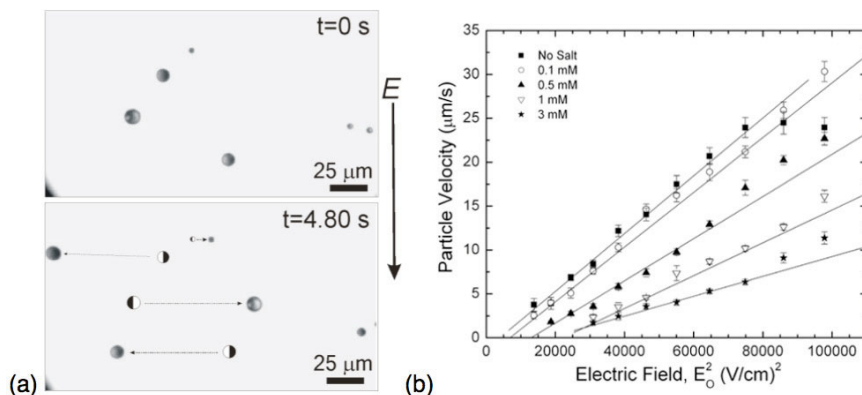 (a)
t=0 s
E
25 μm
t=4.80 s
25 μm
(b)
Particle Velocity (μm/s)
35
30
25
20
15
10
5
0
No Salt
0.1 mM
0.5 mM
1 mM
3 mM
0 20000 40000 60000 80000 100000
Electric Field, E²O (V/cm)²